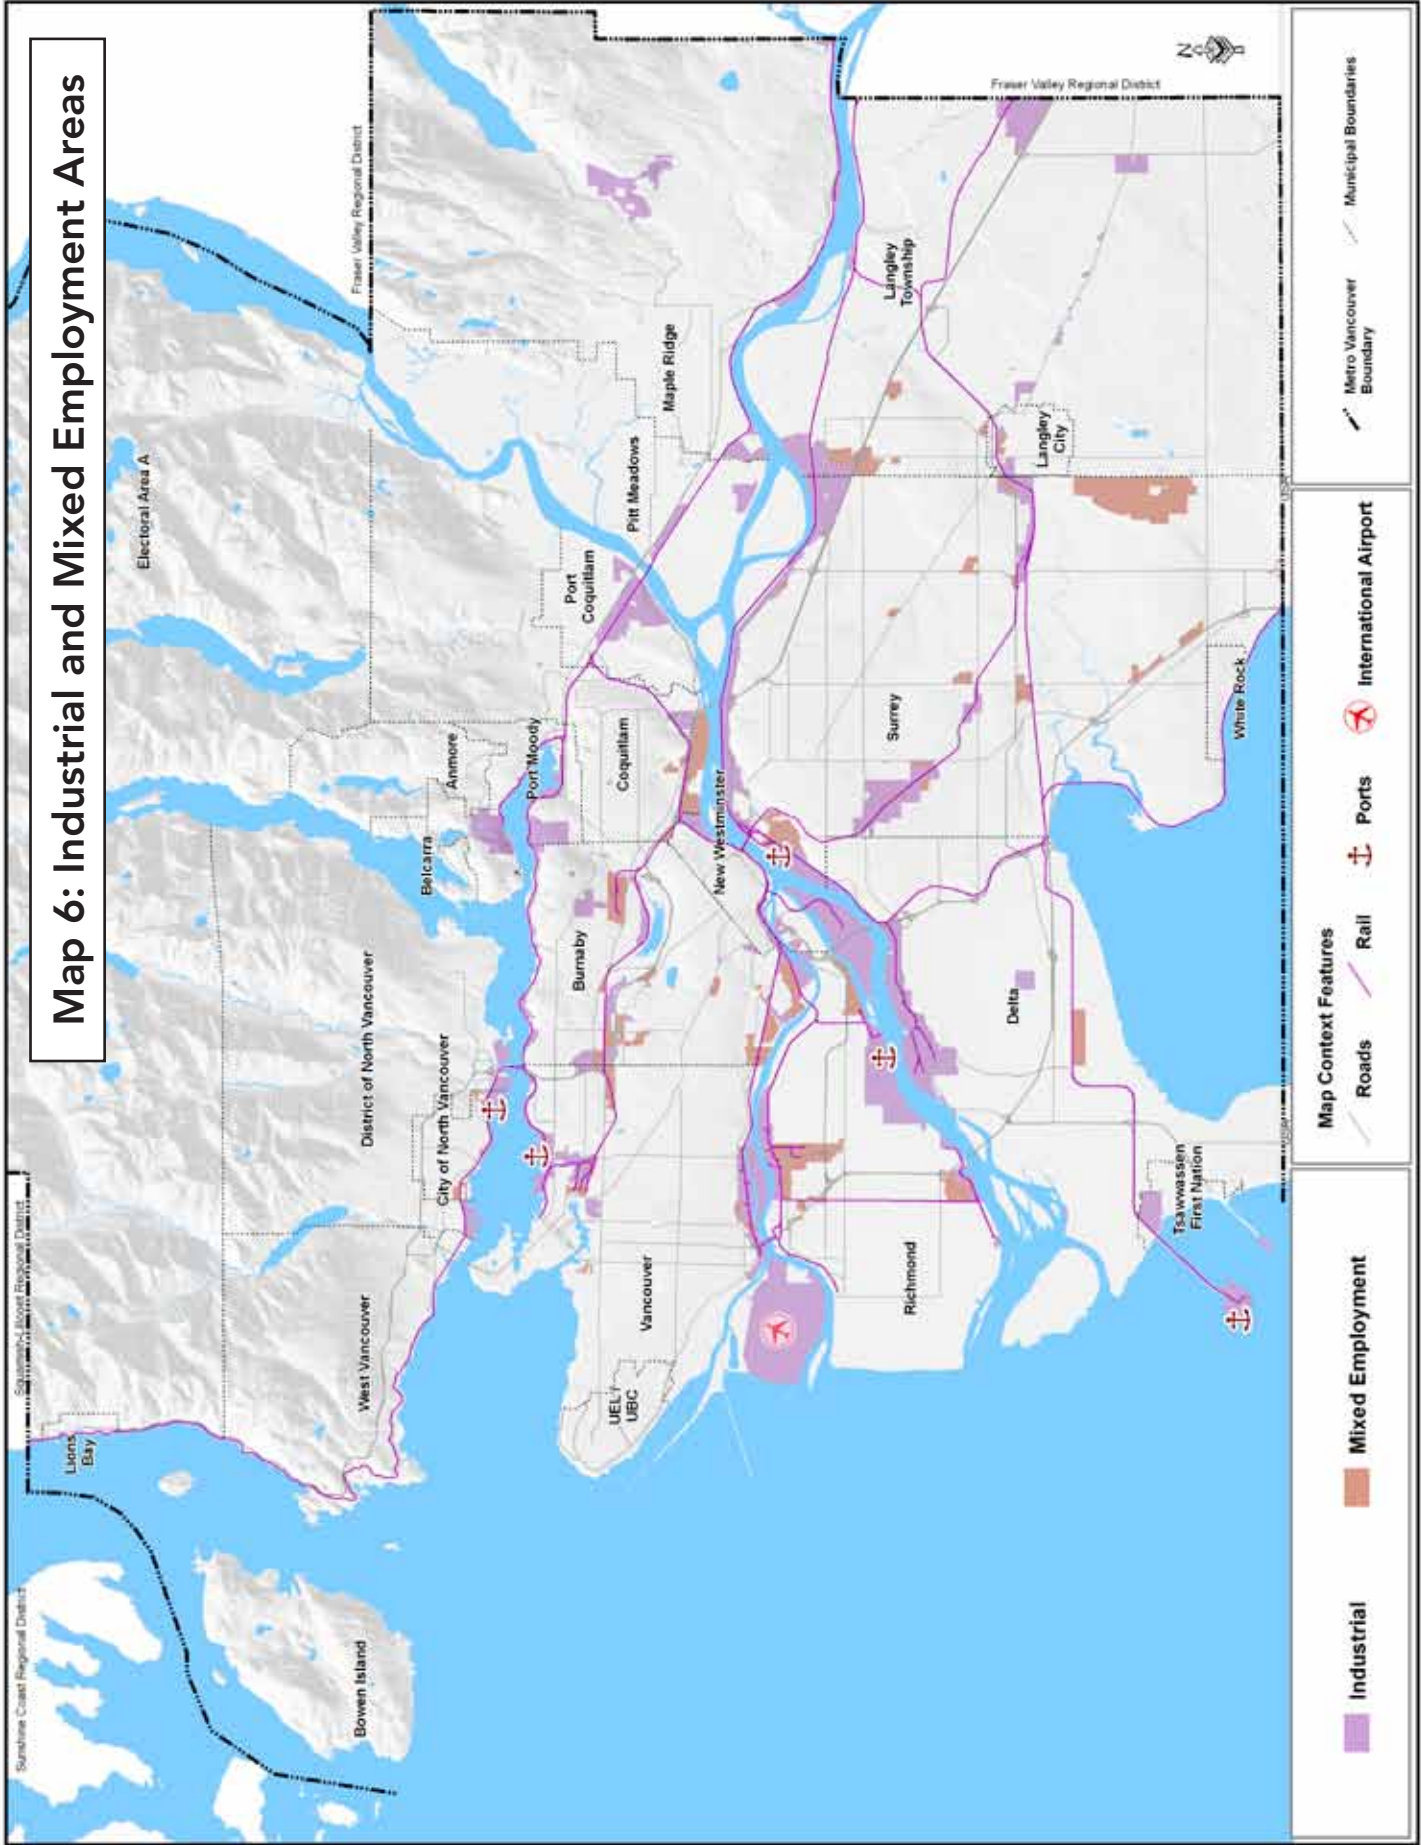 Map 6: Industrial and Mixed Employment Areas
Sunshine Coast Regional District
Squamish-Lillooet Regional District
Lions
Bay
Electoral Area A
Bowen Island
West Vancouver
District of North Vancouver
Fraser Valley Regional District
City of North Vancouver
Belcarra
Anmore
Port Moody
Port
Coquitlam
Pitt Meadows
Maple Ridge
UEL /
UBC
Vancouver
Burnaby
Coquitlam
New Westminster
Richmond
Surrey
Langley
Township
Fraser Valley Regional District
N
Delta
Langley
City
Tsawwassen
First Nation
White Rock
Industrial
Mixed Employment
Map Context Features
Roads
Rail
Ports
International Airport
Metro Vancouver
Boundary
Municipal Boundaries